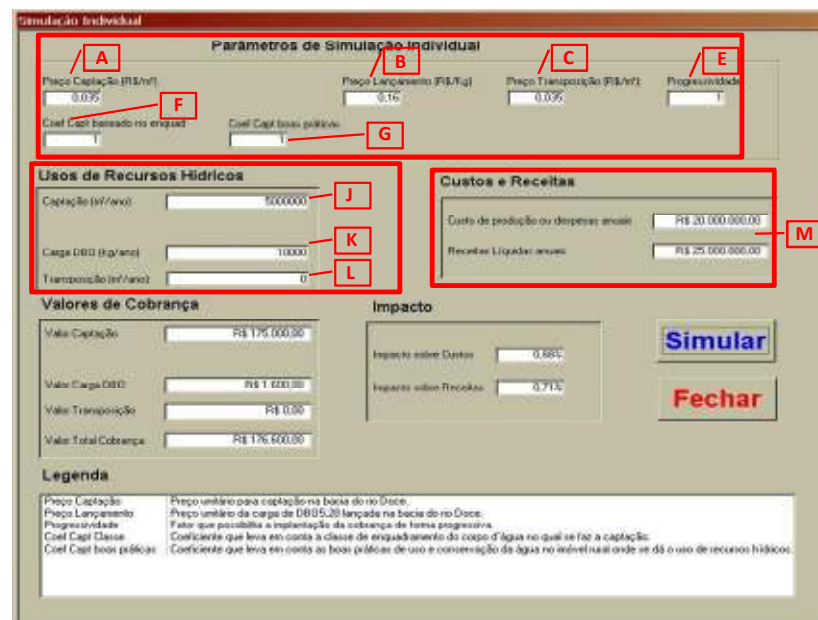 Simulação Individual
Parâmetros de Simulação Individual
A
B
C
E
Preço Captação (R$/m³)
Preço Lançamento (R$/Kg)
Preço Transposição (R$/m³)
Progressividade
0,035
0,16
0,035
1
F
Coef Capt baseado no enquad
Coef Capt boas práticas
1
1
G
Usos de Recursos Hídricos
Custos e Receitas
Captação (m³/ano)
5000000
J
Custo de produção ou despesas anuais
R$ 20.000.000,00
M
Carga DBO (kg/ano)
10000
K
Receitas Líquidas anuais
R$ 25.000.000,00
Transposição (m³/ano)
0
L
Valores de Cobrança
Impacto
Valor Captação
R$ 175.000,00
Simular
Impacto sobre Custos
0,88%
Valor Carga DBO
R$ 1.600,00
Impacto sobre Receitas
0,71%
Fechar
Valor Transposição
R$ 0,00
Valor Total Cobrança
R$ 176.600,00
Legenda
Preço Captação Preço unitário para captação na bacia do rio Doce.
Preço Lançamento Preço unitário da carga de DBO5,20 lançada na bacia do rio Doce.
Progressividade Fator que possibilita a implantação da cobrança de forma progressiva.
Coef Capt Classe Coeficiente que leva em conta a classe de enquadramento do corpo d'água no qual se faz a captação.
Coef Capt boas práticas Coeficiente que leva em conta as boas práticas de uso e conservação da água no imóvel rural onde se dá o uso de recursos hídricos.